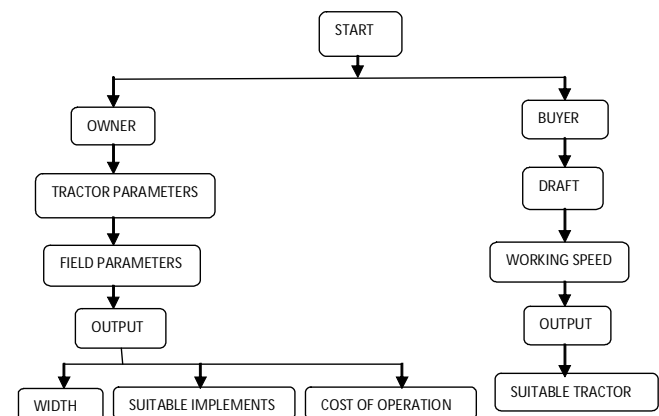 START
OWNER
BUYER
TRACTOR PARAMETERS
DRAFT
FIELD PARAMETERS
WORKING SPEED
OUTPUT
OUTPUT
WIDTH
SUITABLE IMPLEMENTS
COST OF OPERATION
SUITABLE TRACTOR